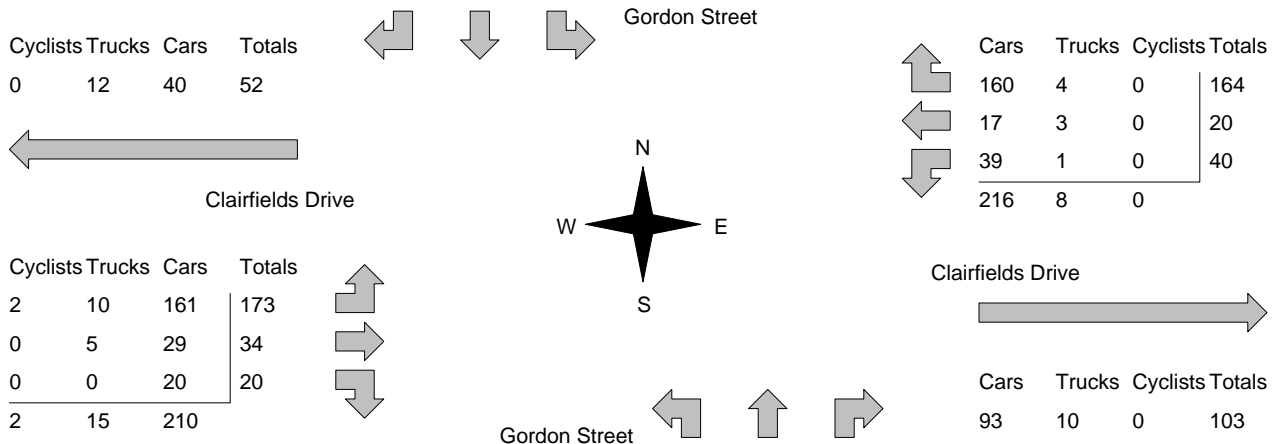 Gordon Street
Cyclists Trucks Cars Totals
0 12 40 52
Cars Trucks Cyclists Totals
160 4 0 164
17 3 0 20
39 1 0 40
216 8 0
Clairfields Drive
N
W E
S
Cyclists Trucks Cars Totals
2 10 161 173
0 5 29 34
0 0 20 20
2 15 210
Clairfields Drive
Cars Trucks Cyclists Totals
93 10 0 103
Gordon Street